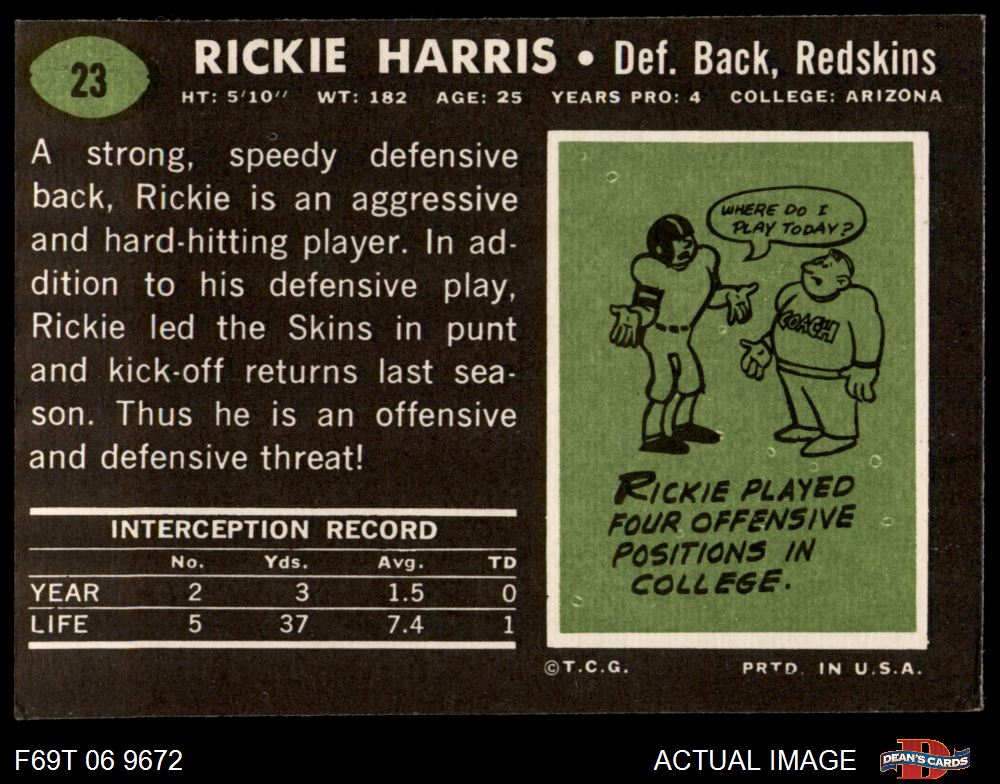 23
RICKIE HARRIS • Def. Back, Redskins
HT: 5'10" WT: 182 AGE: 25 YEARS PRO: 4 COLLEGE: ARIZONA
A strong, speedy defensive
back, Rickie is an aggressive
and hard-hitting player. In ad-
dition to his defensive play,
Rickie led the Skins in punt
and kick-off returns last sea-
son. Thus he is an offensive
and defensive threat!
INTERCEPTION RECORD
No. Yds. Avg. TD
YEAR 2 3 1.5 0
LIFE 5 37 7.4 1
WHERE DO I
PLAY TODAY?
COACH
RICKIE PLAYED
FOUR OFFENSIVE
POSITIONS IN
COLLEGE.
©T.C.G. PRTD. IN U.S.A.
F69T 06 9672 ACTUAL IMAGE
DEAN'S CARDS